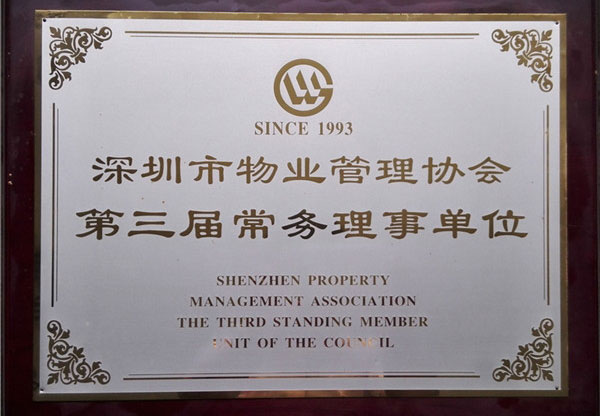 SINCE 1993
深圳市物业管理协会
第三届常务理事单位
SHENZHEN PROPERTY
MANAGEMENT ASSOCIATION
THE THIRD STANDING MEMBER
UNIT OF THE COUNCIL